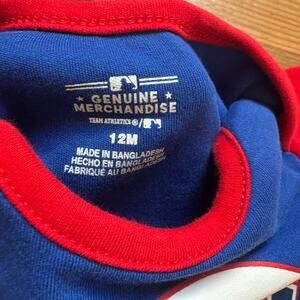 GENUINE
MERCHANDISE
TEAM ATHLETICS ® /
12M
MADE IN BANGLADESH
HECHO EN BANGLADESH
FABRIQUÉ AU BANGLADESH